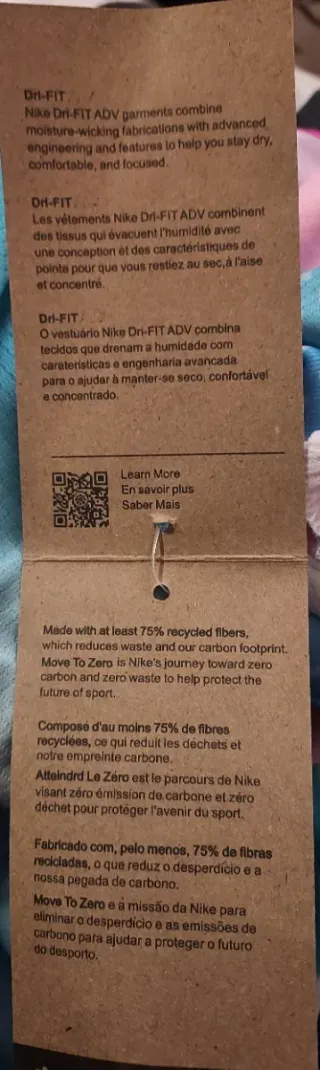 Dri-FIT
Nike Dri-FIT ADV garments combine
moisture-wicking fabrications with advanced
engineering and features to help you stay dry,
comfortable, and focused.
Dri-FIT
Les vêtements Nike Dri-FIT ADV combinent
des tissus qui évacuent l'humidité avec
une conception et des caractéristiques de
pointe pour que vous restiez au sec,à l'aise
et concentré.
Dri-FIT
O vestuário Nike Dri-FIT ADV combina
tecidos que drenam a humidade com
caraterísticas e engenharia avancada
para o ajudar à manter-se seco, confortável
e concentrado.
Learn More
En savoir plus
Saber Mais
Made with at least 75% recycled fibers,
which reduces waste and our carbon footprint.
Move To Zero is Nike's journey toward zero
carbon and zero waste to help protect the
future of sport.
Composé d'au moins 75% de fibres
recyclées, ce qui reduit les déchets et
notre empreinte carbone.
Atteindrd Le Zéro est le parcours de Nike
visant zéro émission de carbone et zéro
déchet pour protéger l'avenir du sport.
Fabricado com, pelo menos, 75% de fibras
recicladas, o que reduz o desperdício e a
nossa pegada de carbono.
Move To Zero e a missão da Nike para
eliminar o desperdício e as emissões de
carbono para ajudar a proteger o futuro
do desporto.